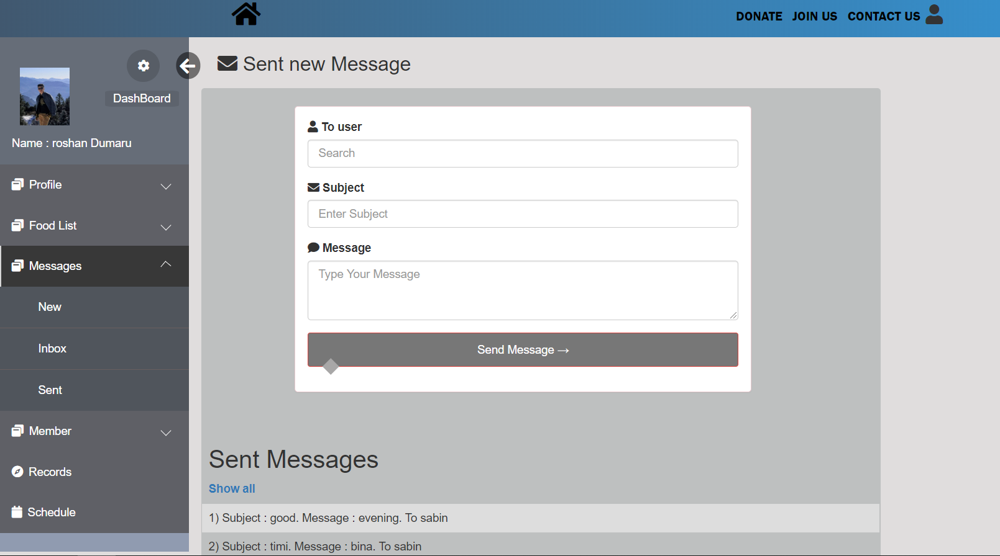 DONATE JOIN US CONTACT US
DashBoard
Name : roshan Dumaru
Profile
Food List
Messages
New
Inbox
Sent
Member
Records
Schedule
Sent new Message
To user
Search
Subject
Enter Subject
Message
Type Your Message
Send Message →
Sent Messages
Show all
1) Subject : good. Message : evening. To sabin
2) Subject : timi. Message : bina. To sabin